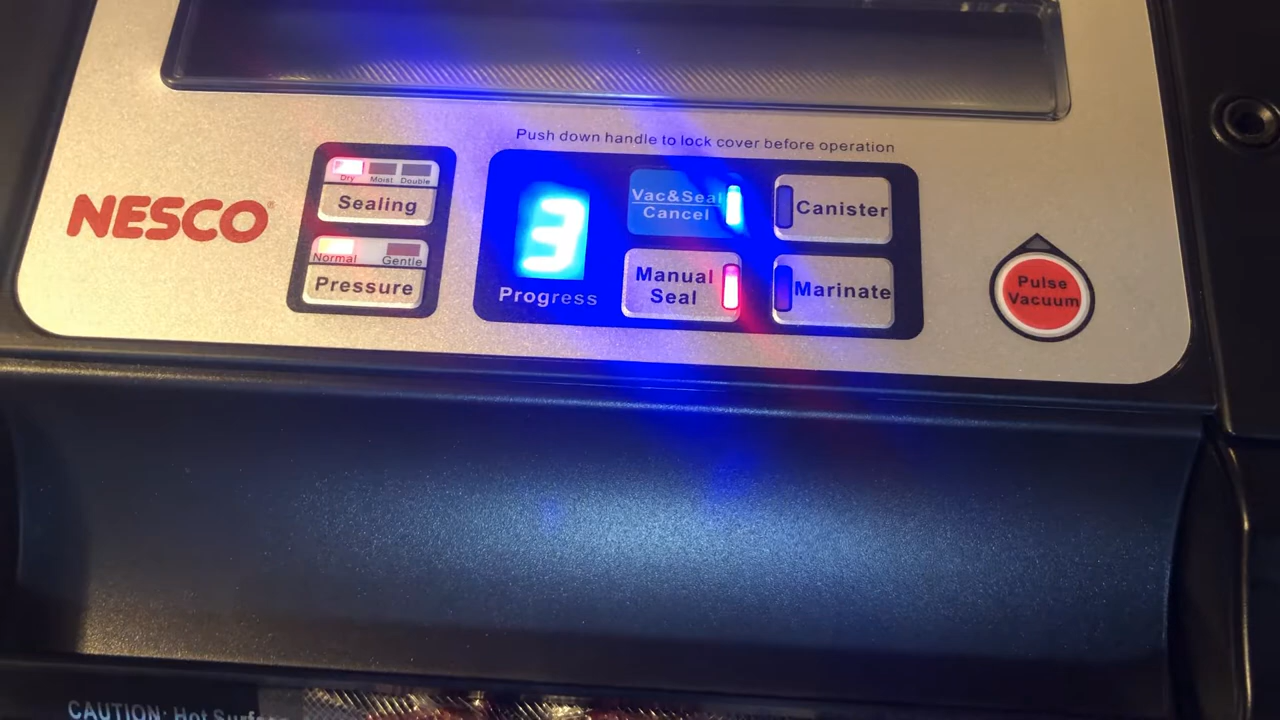 Push down handle to lock cover before operation
NESCO®
Dry Moist Double
Sealing
Normal Gentle
Pressure
3
Progress
Vac&Seal
Cancel
Manual
Seal
Canister
Marinate
Pulse
Vacuum
CAUTION: Hot